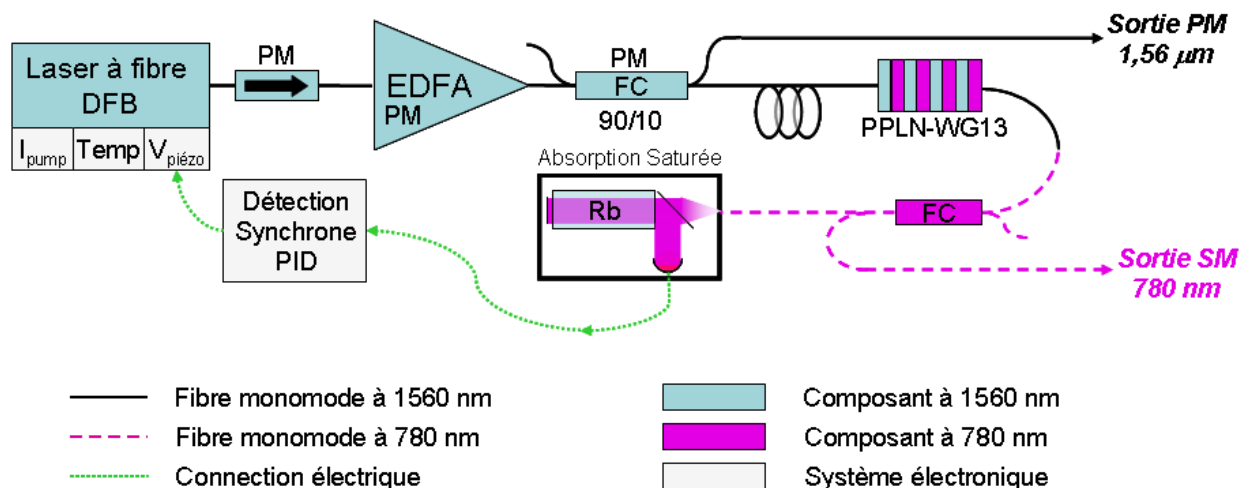 Sortie PM
1,56 µm
Laser à fibre
DFB
I pump
Temp
V piézo
PM
EDFA
PM
PM
FC
90/10
PPLN-WG13
Absorption Saturée
Rb
Détection
Synchrone
PID
FC
Sortie SM
780 nm
Fibre monomode à 1560 nm
Fibre monomode à 780 nm
Connection électrique
Composant à 1560 nm
Composant à 780 nm
Système électronique